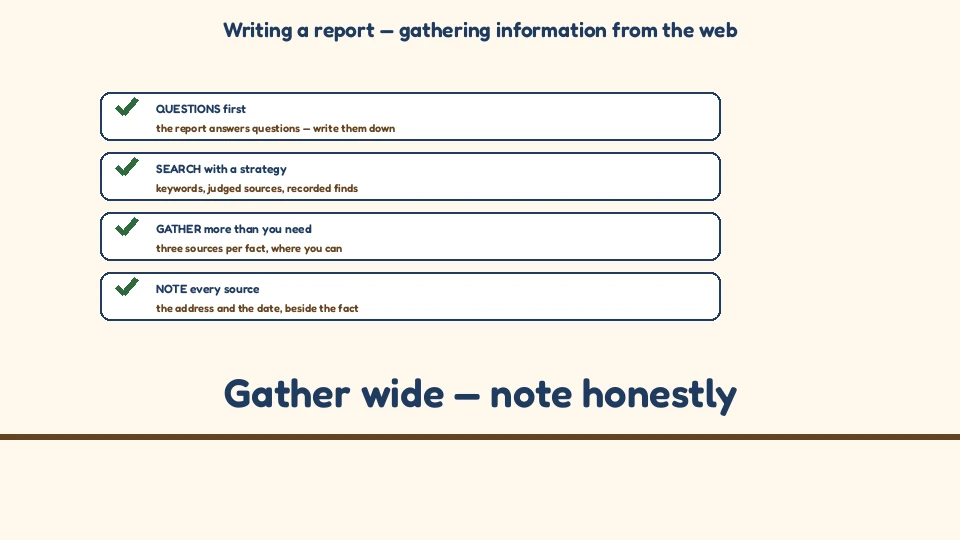 Writing a report — gathering information from the web
QUESTIONS first
the report answers questions — write them down
SEARCH with a strategy
keywords, judged sources, recorded finds
GATHER more than you need
three sources per fact, where you can
NOTE every source
the address and the date, beside the fact
Gather wide — note honestly